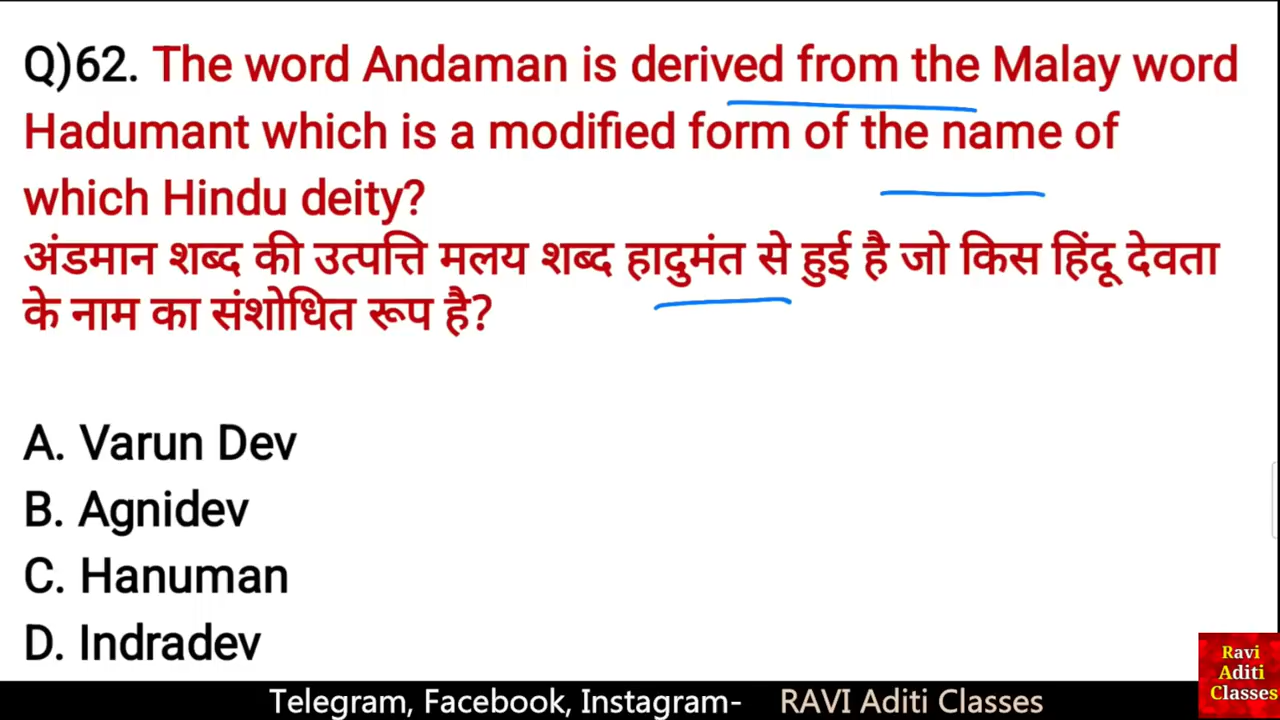 Q)62. The word Andaman is derived from the Malay word
Hadumant which is a modified form of the name of
which Hindu deity?
अंडमान शब्द की उत्पत्ति मलय शब्द हादुमंत से हुई है जो किस हिंदू देवता
के नाम का संशोधित रूप है?
A. Varun Dev
B. Agnidev
C. Hanuman
D. Indradev
Telegram, Facebook, Instagram- RAVI Aditi Classes
Ravi
Aditi
Classes